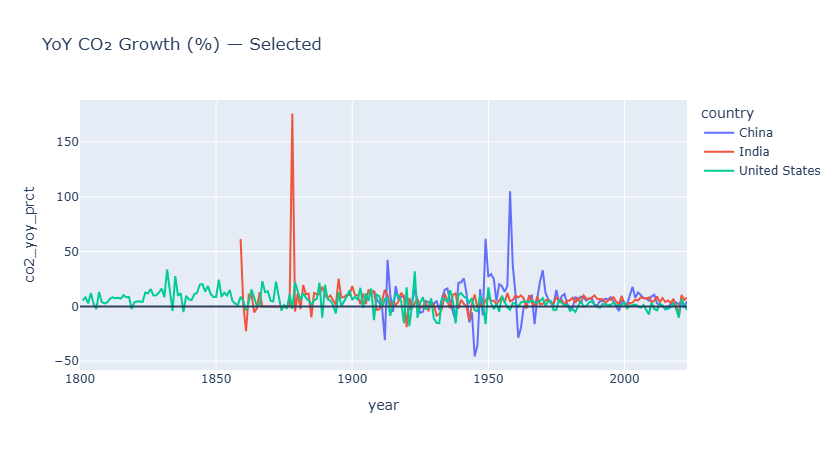 YoY CO₂ Growth (%) — Selected
country
China
India
United States
co2_yoy_prct
150
100
50
0
−50
1800
1850
1900
1950
2000
year